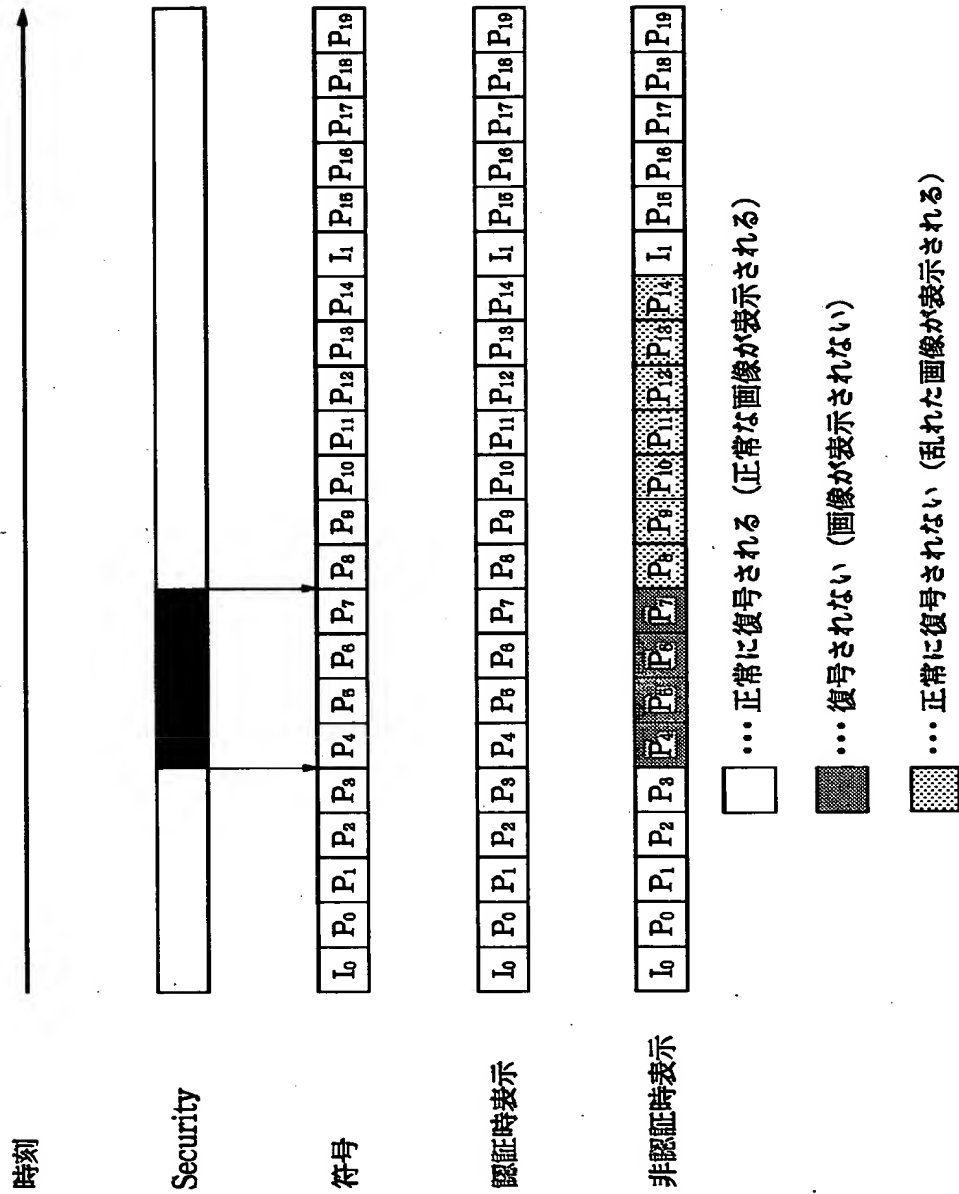 時刻
Security
符号
I₀ P₀ P₁ P₂ P₃ P₄ P₅ P₆ P₇ P₈ P₉ P₁₀ P₁₁ P₁₂ P₁₃ P₁₄ I₁ P₁₅ P₁₆ P₁₇ P₁₈ P₁₉
認証時表示
I₀ P₀ P₁ P₂ P₃ P₄ P₅ P₆ P₇ P₈ P₉ P₁₀ P₁₁ P₁₂ P₁₃ P₁₄ I₁ P₁₅ P₁₆ P₁₇ P₁₈ P₁₉
非認証時表示
I₀ P₀ P₁ P₂ P₃ P₄ P₅ P₆ P₇ P₈ P₉ P₁₀ P₁₁ P₁₂ P₁₃ P₁₄ I₁ P₁₅ P₁₆ P₁₇ P₁₈ P₁₉
…正常に復号される（正常な画像が表示される）
…復号されない（画像が表示されない）
…正常に復号されない（乱れた画像が表示される）